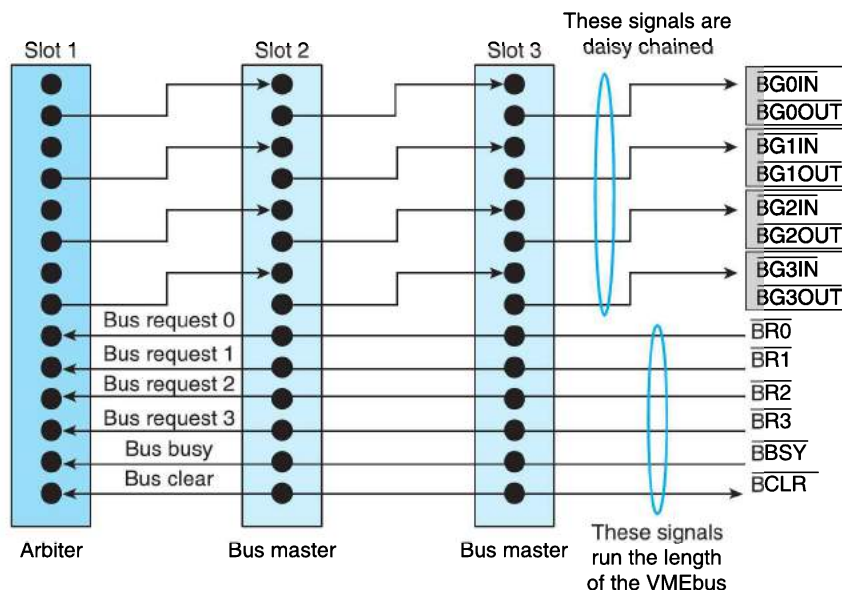 These signals are
daisy chained
Slot 1
Slot 2
Slot 3
BG0IN
BG0OUT
BG1IN
BG1OUT
BG2IN
BG2OUT
BG3IN
BG3OUT
Bus request 0
BR0
Bus request 1
BR1
Bus request 2
BR2
Bus request 3
BR3
Bus busy
BBSY
Bus clear
BCLR
Arbiter
Bus master
Bus master
These signals
run the length
of the VMEbus